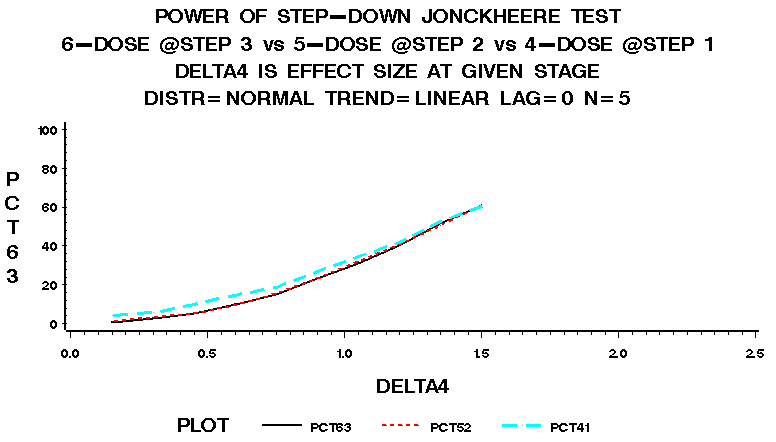 POWER OF STEP-DOWN JONCKHEERE TEST
6-DOSE @STEP 3 vs 5-DOSE @STEP 2 vs 4-DOSE @STEP 1
DELTA4 IS EFFECT SIZE AT GIVEN STAGE
DISTR=NORMAL TREND=LINEAR LAG=0 N=5
PCT63
100
80
60
40
20
0
0.0 0.5 1.0 1.5 2.0 2.5
DELTA4
PLOT PCT63 PCT52 PCT41